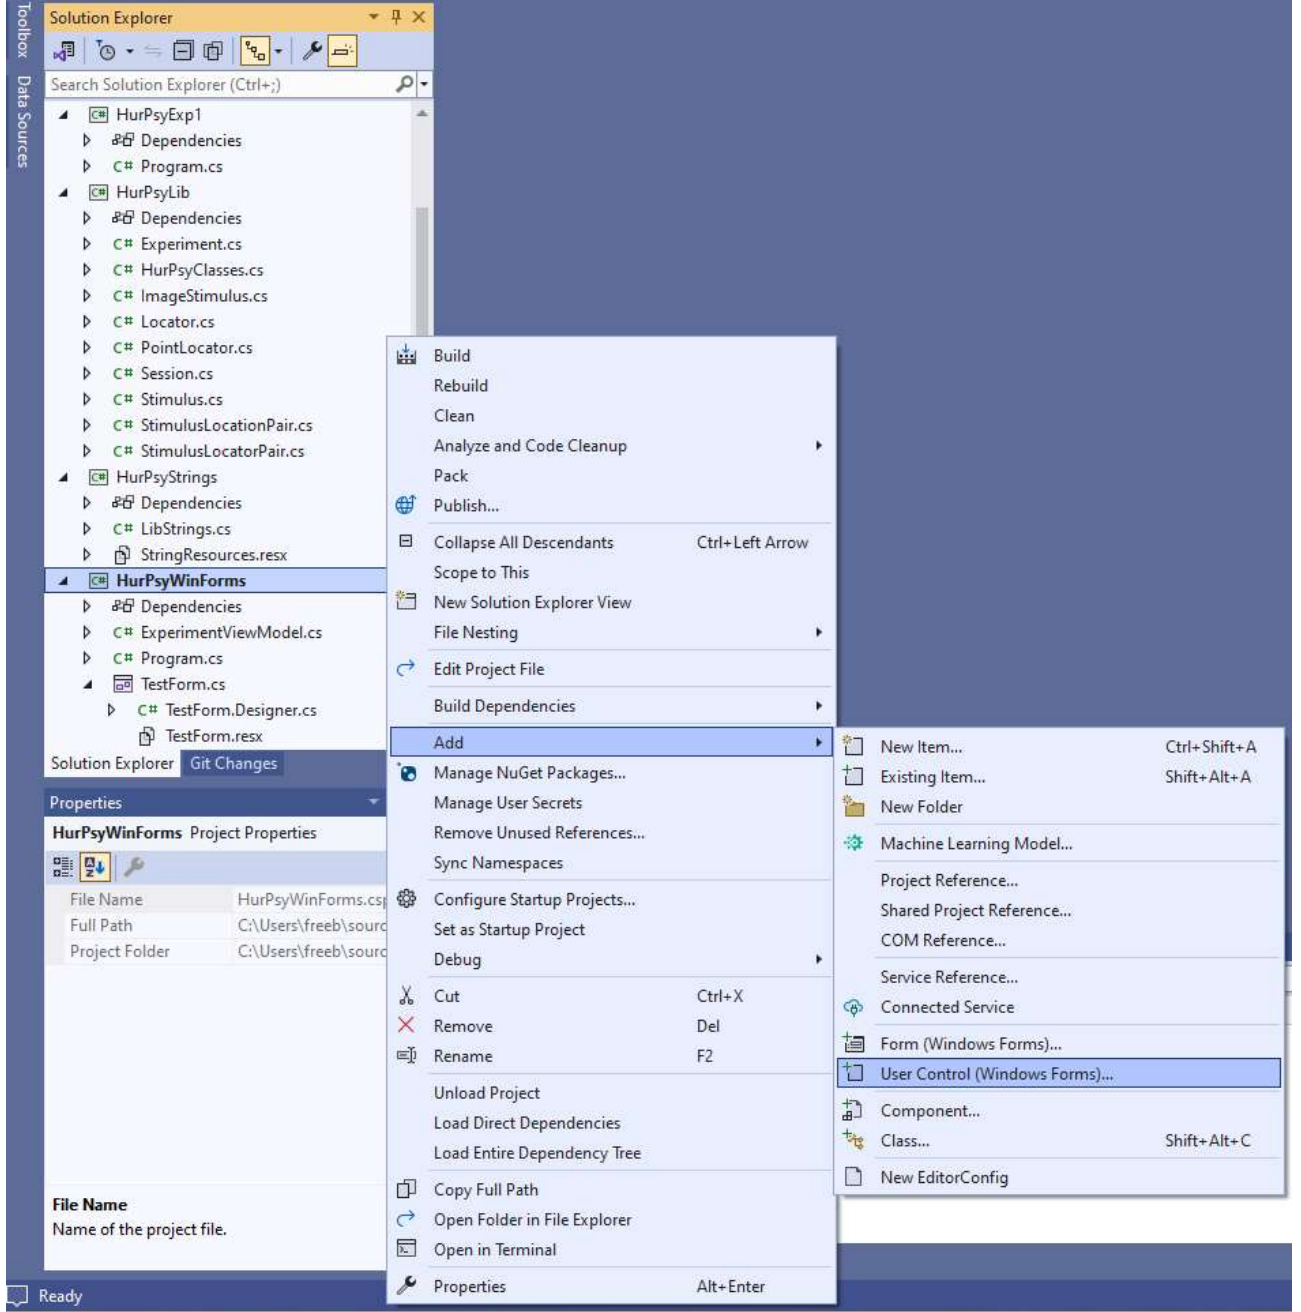 Toolbox
Data Sources
Solution Explorer
Search Solution Explorer (Ctrl+;)
C# HurPsyExp1
Dependencies
C# Program.cs
C# HurPsyLib
Dependencies
C# Experiment.cs
C# HurPsyClasses.cs
C# ImageStimulus.cs
C# Locator.cs
C# PointLocator.cs
C# Session.cs
C# Stimulus.cs
C# StimulusLocationPair.cs
C# StimulusLocatorPair.cs
C# HurPsyStrings
Dependencies
C# LibStrings.cs
StringResources.resx
C# HurPsyWinForms
Dependencies
C# ExperimentViewModel.cs
C# Program.cs
TestForm.cs
C# TestForm.Designer.cs
TestForm.resx
Solution Explorer Git Changes
Properties
HurPsyWinForms Project Properties
File Name HurPsyWinForms.csp
Full Path C:\Users\freeb\sourc
Project Folder C:\Users\freeb\sourc
File Name
Name of the project file.
Ready
Build
Rebuild
Clean
Analyze and Code Cleanup
Pack
Publish...
Collapse All Descendants Ctrl+Left Arrow
Scope to This
New Solution Explorer View
File Nesting
Edit Project File
Build Dependencies
Add
Manage NuGet Packages...
Manage User Secrets
Remove Unused References...
Sync Namespaces
Configure Startup Projects...
Set as Startup Project
Debug
Cut Ctrl+X
Remove Del
Rename F2
Unload Project
Load Direct Dependencies
Load Entire Dependency Tree
Copy Full Path
Open Folder in File Explorer
Open in Terminal
Properties Alt+Enter
New Item... Ctrl+Shift+A
Existing Item... Shift+Alt+A
New Folder
Machine Learning Model...
Project Reference...
Shared Project Reference...
COM Reference...
Service Reference...
Connected Service
Form (Windows Forms)...
User Control (Windows Forms)...
Component...
Class... Shift+Alt+C
New EditorConfig